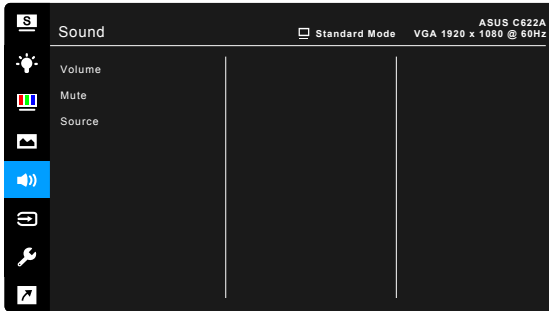 S
Sound
Standard Mode
ASUS C622A
VGA 1920 x 1080 @ 60Hz
Volume
Mute
Source